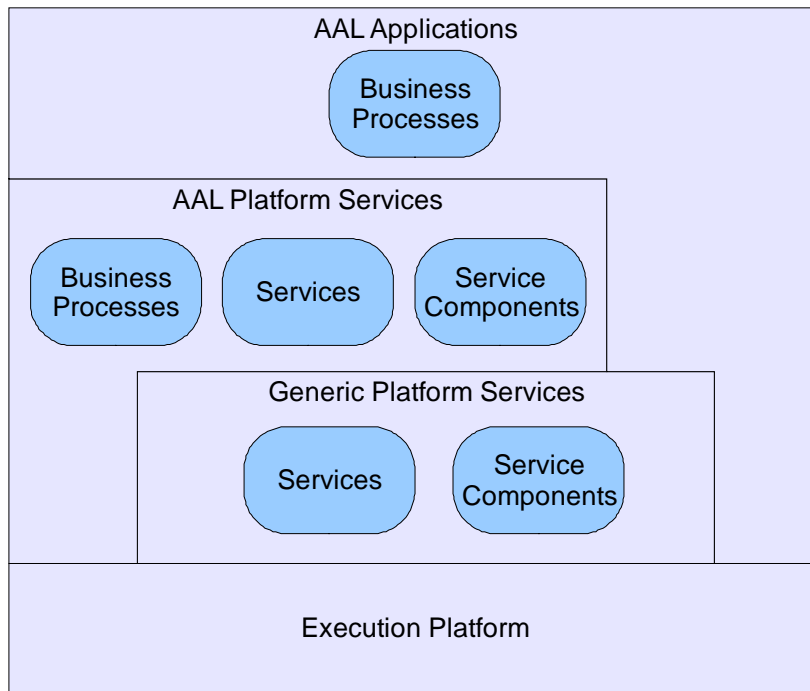 AAL Applications
Business
Processes
AAL Platform Services
Business
Processes
Services
Service
Components
Generic Platform Services
Services
Service
Components
Execution Platform